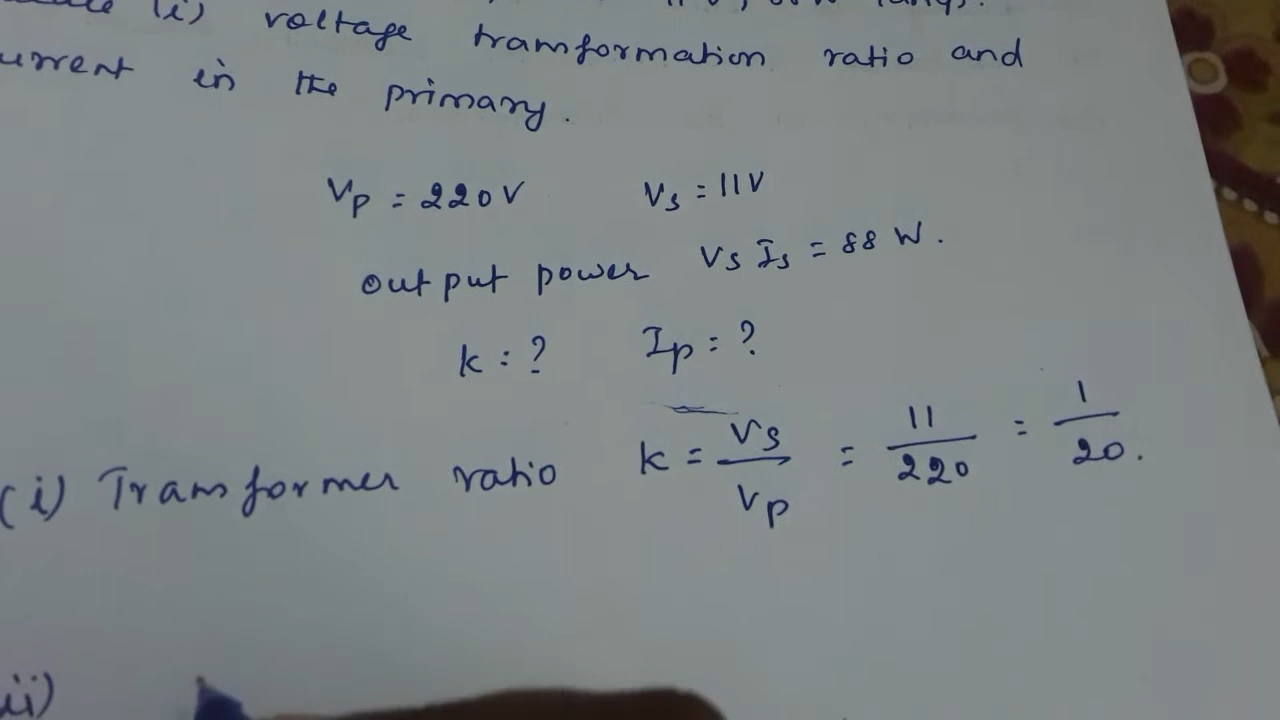 (i) voltage transformation ratio and
in the primary.
Vp = 220V Vs = 11V
output power Vs Is = 88 W.
k = ? Ip = ?
(i) Transformer ratio k = Vs/Vp = 11/220 = 1/20.
ii)